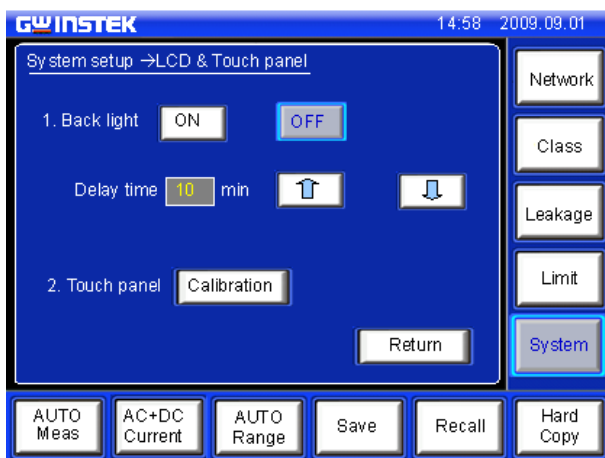 GWINSTEK 14:58 2009.09.01
System setup →LCD & Touch panel
1. Back light ON OFF
Delay time 10 min
2. Touch panel Calibration
Return
Network
Class
Leakage
Limit
System
AUTO Meas
AC+DC Current
AUTO Range
Save
Recall
Hard Copy